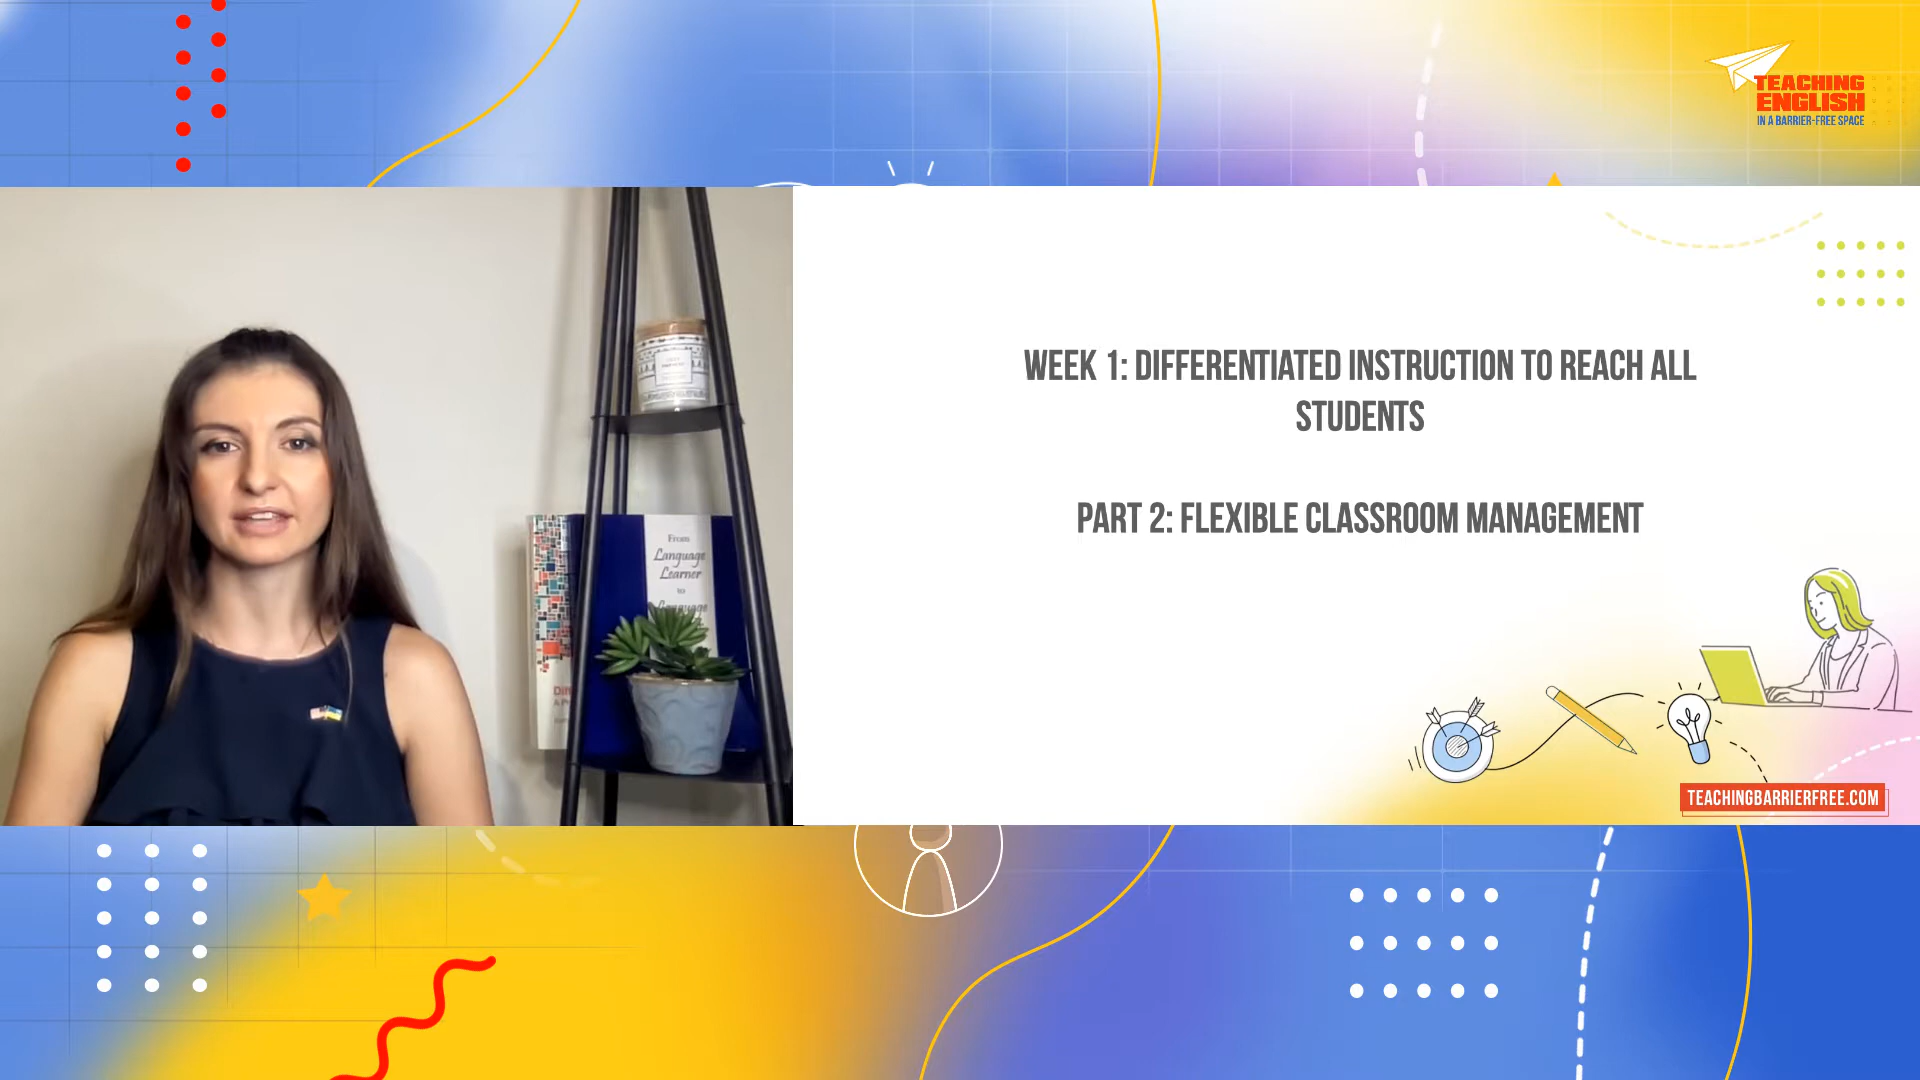 TEACHING
ENGLISH
IN A BARRIER-FREE SPACE
WEEK 1: DIFFERENTIATED INSTRUCTION TO REACH ALL
STUDENTS
PART 2: FLEXIBLE CLASSROOM MANAGEMENT
From
Language
Learner
to
Language
TEACHINGBARRIERFREE.COM